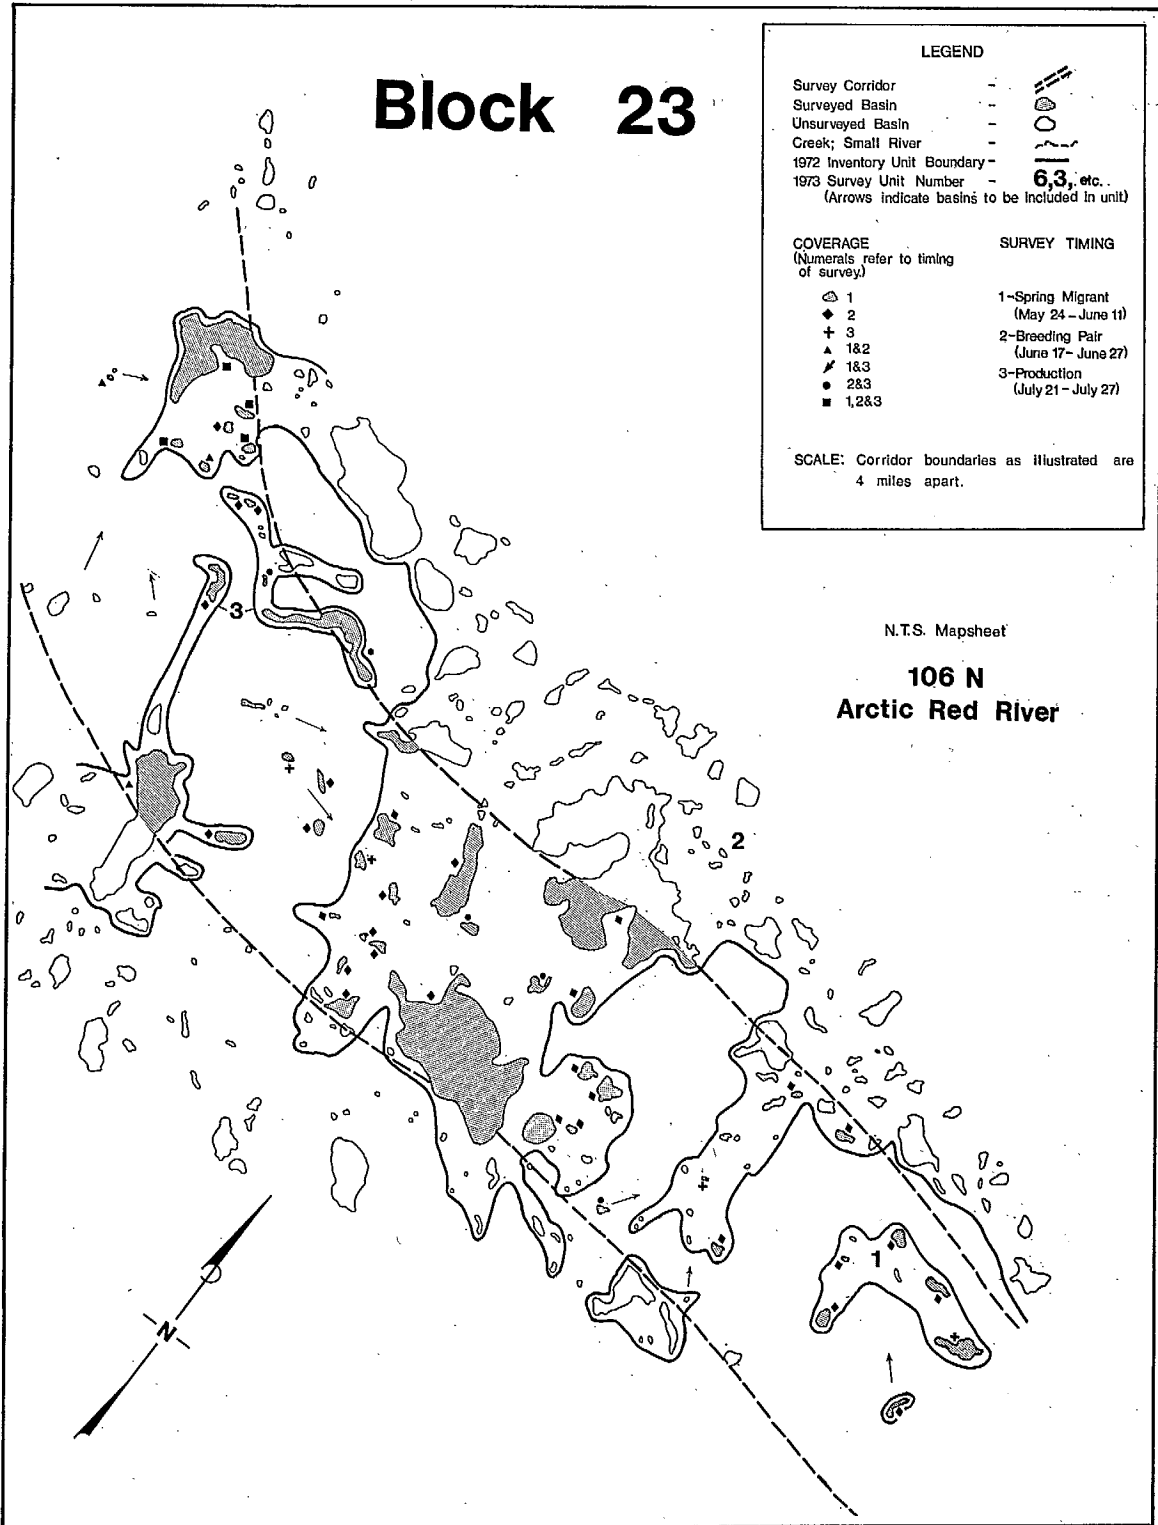 Block 23
LEGEND
Survey Corridor -
Surveyed Basin -
Unsurveyed Basin -
Creek; Small River -
1972 Inventory Unit Boundary -
1973 Survey Unit Number - 6,3, etc.
(Arrows indicate basins to be included in unit)
COVERAGE
(Numerals refer to timing
of survey.)
1
2
3
1&2
1&3
2&3
1,2&3
SURVEY TIMING
1-Spring Migrant
(May 24 - June 11)
2-Breeding Pair
(June 17 - June 27)
3-Production
(July 21 - July 27)
SCALE: Corridor boundaries as illustrated are
4 miles apart.
N.T.S. Mapsheet
106 N
Arctic Red River
3
2
1
N